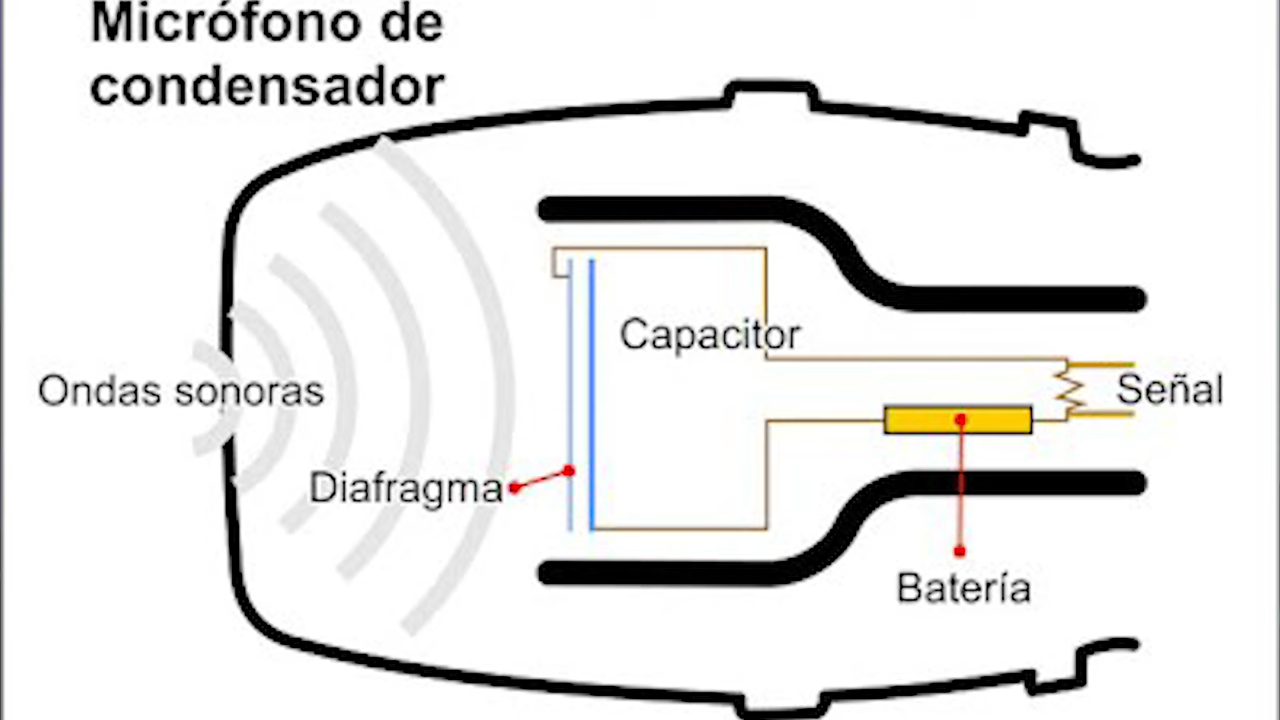 Micrófono de
condensador
Capacitor
Ondas sonoras
Señal
Diafragma
Batería